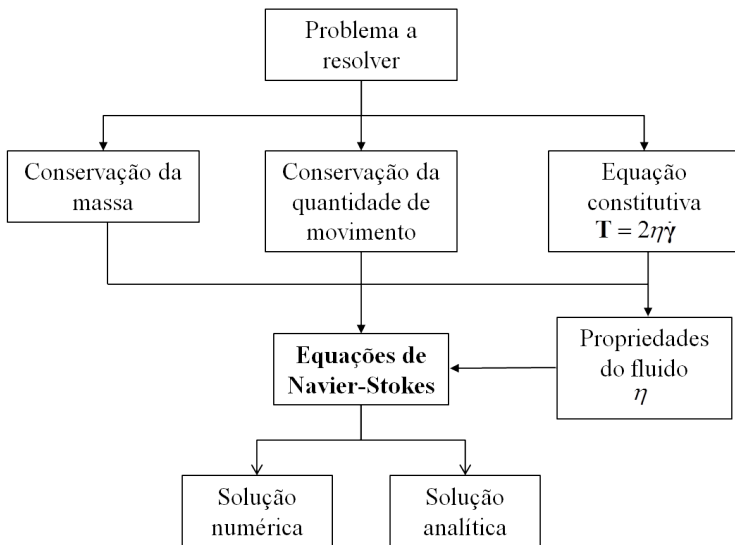 Problema a
resolver
Conservação da
massa
Conservação da
quantidade de
movimento
Equação
constitutiva
T = 2ηγ̇
Equações de
Navier-Stokes
Propriedades
do fluido
η
Solução
numérica
Solução
analítica